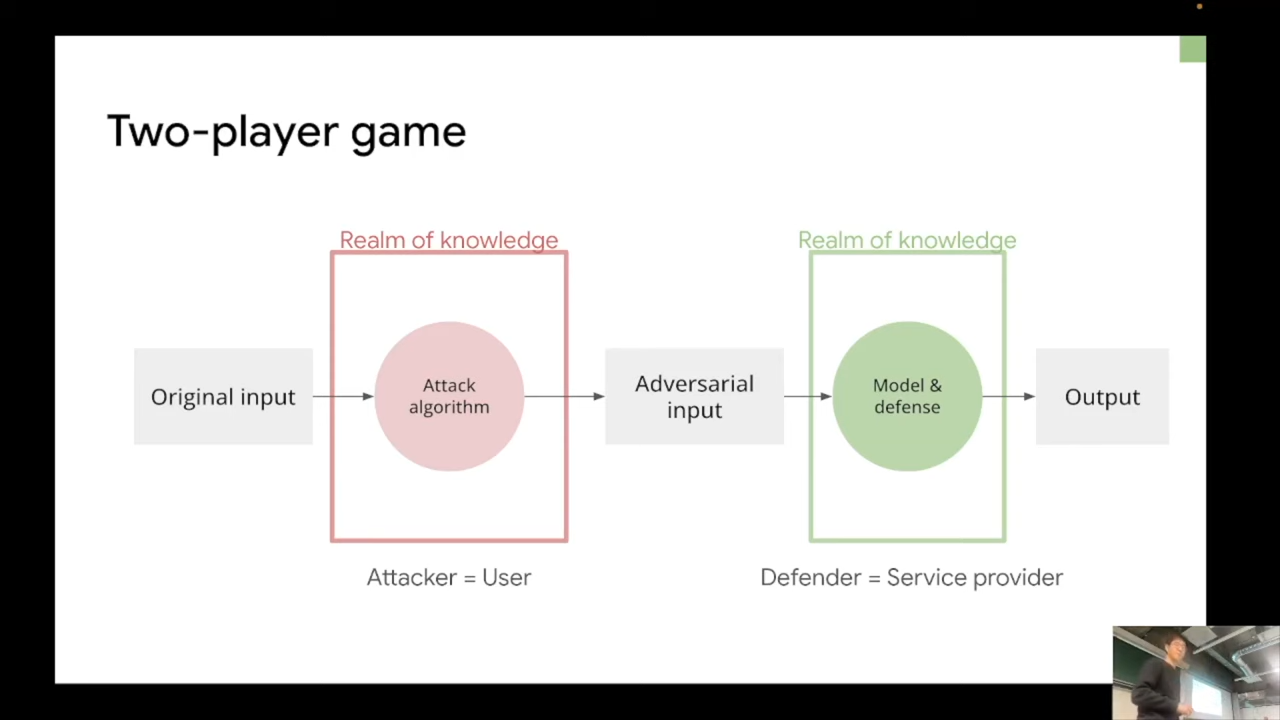 Two-player game
Realm of knowledge
Realm of knowledge
Original input
Attack
algorithm
Adversarial
input
Model &
defense
Output
Attacker = User
Defender = Service provider